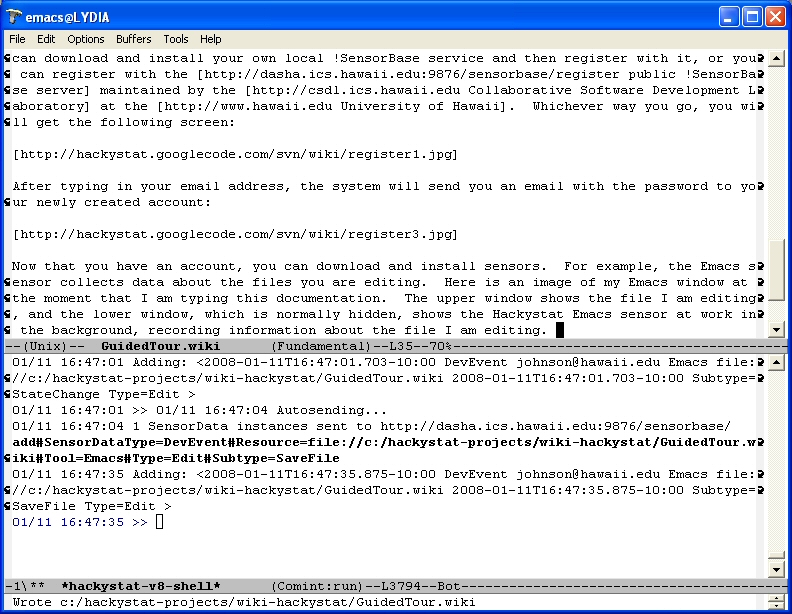 emacs@LYDIA
File Edit Options Buffers Tools Help
can download and install your own local !SensorBase service and then register with it, or you
 can register with the [http://dasha.ics.hawaii.edu:9876/sensorbase/register public !SensorBa
se server] maintained by the [http://csdl.ics.hawaii.edu Collaborative Software Development L
aboratory] at the [http://www.hawaii.edu University of Hawaii].  Whichever way you go, you wi
ll get the following screen:
[http://hackystat.googlecode.com/svn/wiki/register1.jpg]
After typing in your email address, the system will send you an email with the password to yo
ur newly created account:
[http://hackystat.googlecode.com/svn/wiki/register3.jpg]
Now that you have an account, you can download and install sensors.  For example, the Emacs s
ensor collects data about the files you are editing.  Here is an image of my Emacs window at
the moment that I am typing this documentation.  The upper window shows the file I am editing
, and the lower window, which is normally hidden, shows the Hackystat Emacs sensor at work in
 the background, recording information about the file I am editing.
--(Unix)--  GuidedTour.wiki      (Fundamental)--L35--70%--------------------------------------
01/11 16:47:01 Adding: <2008-01-11T16:47:01.703-10:00 DevEvent johnson@hawaii.edu Emacs file:
//c:/hackystat-projects/wiki-hackystat/GuidedTour.wiki 2008-01-11T16:47:01.703-10:00 Subtype=
StateChange Type=Edit >
01/11 16:47:01 >> 01/11 16:47:04 Autosending...
01/11 16:47:04 1 SensorData instances sent to http://dasha.ics.hawaii.edu:9876/sensorbase/
add#SensorDataType=DevEvent#Resource=file://c:/hackystat-projects/wiki-hackystat/GuidedTour.w
iki#Tool=Emacs#Type=Edit#Subtype=SaveFile
01/11 16:47:35 Adding: <2008-01-11T16:47:35.875-10:00 DevEvent johnson@hawaii.edu Emacs file:
//c:/hackystat-projects/wiki-hackystat/GuidedTour.wiki 2008-01-11T16:47:35.875-10:00 Subtype=
SaveFile Type=Edit >
01/11 16:47:35 >>
-1\**  *hackystat-v8-shell*      (Comint:run)--L3794--Bot-------------------------------------
Wrote c:/hackystat-projects/wiki-hackystat/GuidedTour.wiki